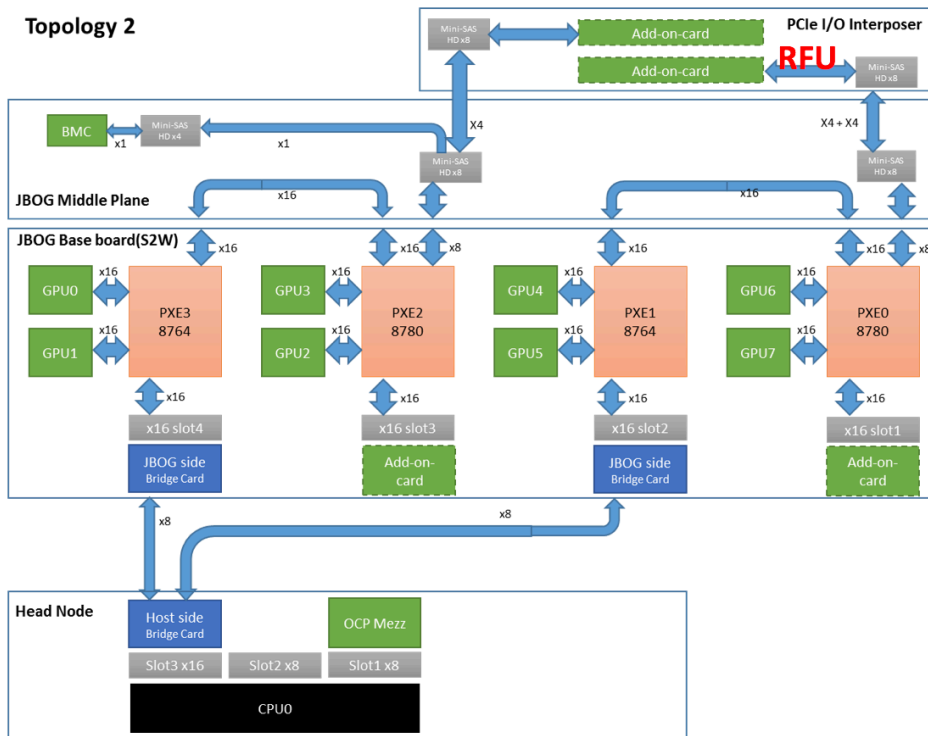 Topology 2
PCIe I/O Interposer
Mini-SAS
HD x8
Add-on-card
Add-on-card
RFU
Mini-SAS
HD x8
X4
X4 + X4
BMC
x1
Mini-SAS
HD x4
x1
Mini-SAS
HD x8
Mini-SAS
HD x8
x16
x16
JBOG Middle Plane
JBOG Base board(S2W)
x16
x16
x8
x16
x16
x8
GPU0
x16
GPU1
x16
PXE3
8764
GPU3
x16
GPU2
x16
PXE2
8780
GPU4
x16
GPU5
x16
PXE1
8764
GPU6
x16
GPU7
x16
PXE0
8780
x16
x16
x16
x16
x16 slot4
x16 slot3
x16 slot2
x16 slot1
JBOG side
Bridge Card
Add-on-
card
JBOG side
Bridge Card
Add-on-
card
x8
x8
Head Node
Host side
Bridge Card
OCP Mezz
Slot3 x16
Slot2 x8
Slot1 x8
CPU0